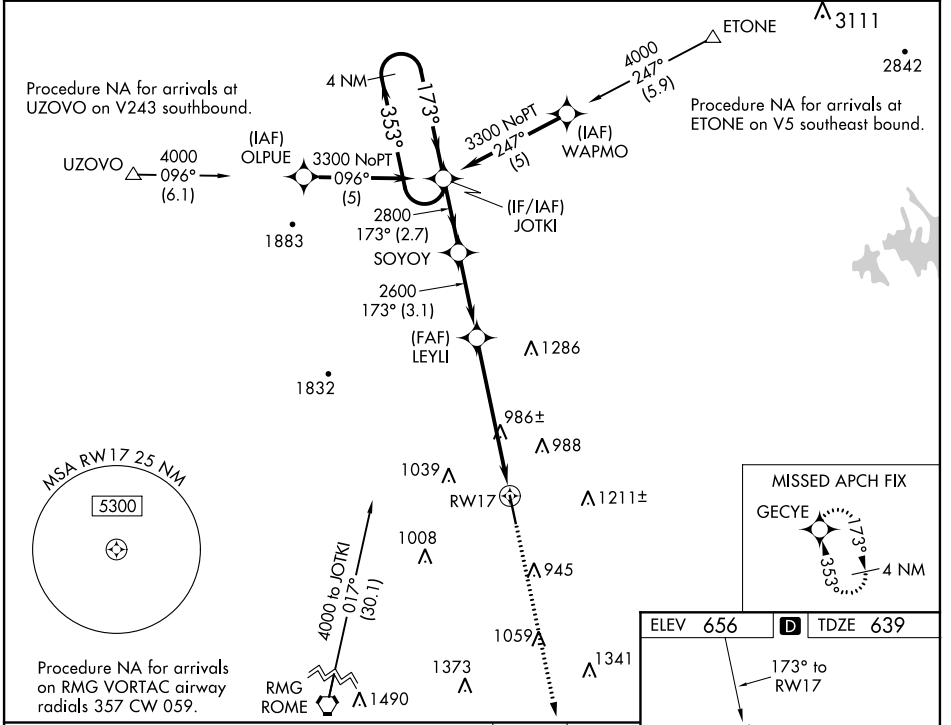 3111
ETONE
2842
4000
247°
(5.9)
Procedure NA for arrivals at
UZOVO on V243 southbound.
4 NM
173°
353°
Procedure NA for arrivals at
ETONE on V5 southeast bound.
(IAF)
WAPMO
3300 NoPT
247°
(5)
(IAF)
OLPUE
UZOVO
4000
096°
(6.1)
3300 NoPT
096°
(5)
(IF/IAF)
JOTKI
1883
2800
173° (2.7)
SOYOY
2600
173° (3.1)
(FAF)
LEYLI
1286
1832
986±
988
1039
RW17
1211±
MSA RW17 25 NM
5300
1008
945
4000 to JOTKI
017°
(30.1)
MISSED APCH FIX
GECYE
173°
353°
4 NM
1059
1341
1373
1490
RMG
ROME
Procedure NA for arrivals
on RMG VORTAC airway
radials 357 CW 059.
ELEV 656 D TDZE 639
173° to
RW17